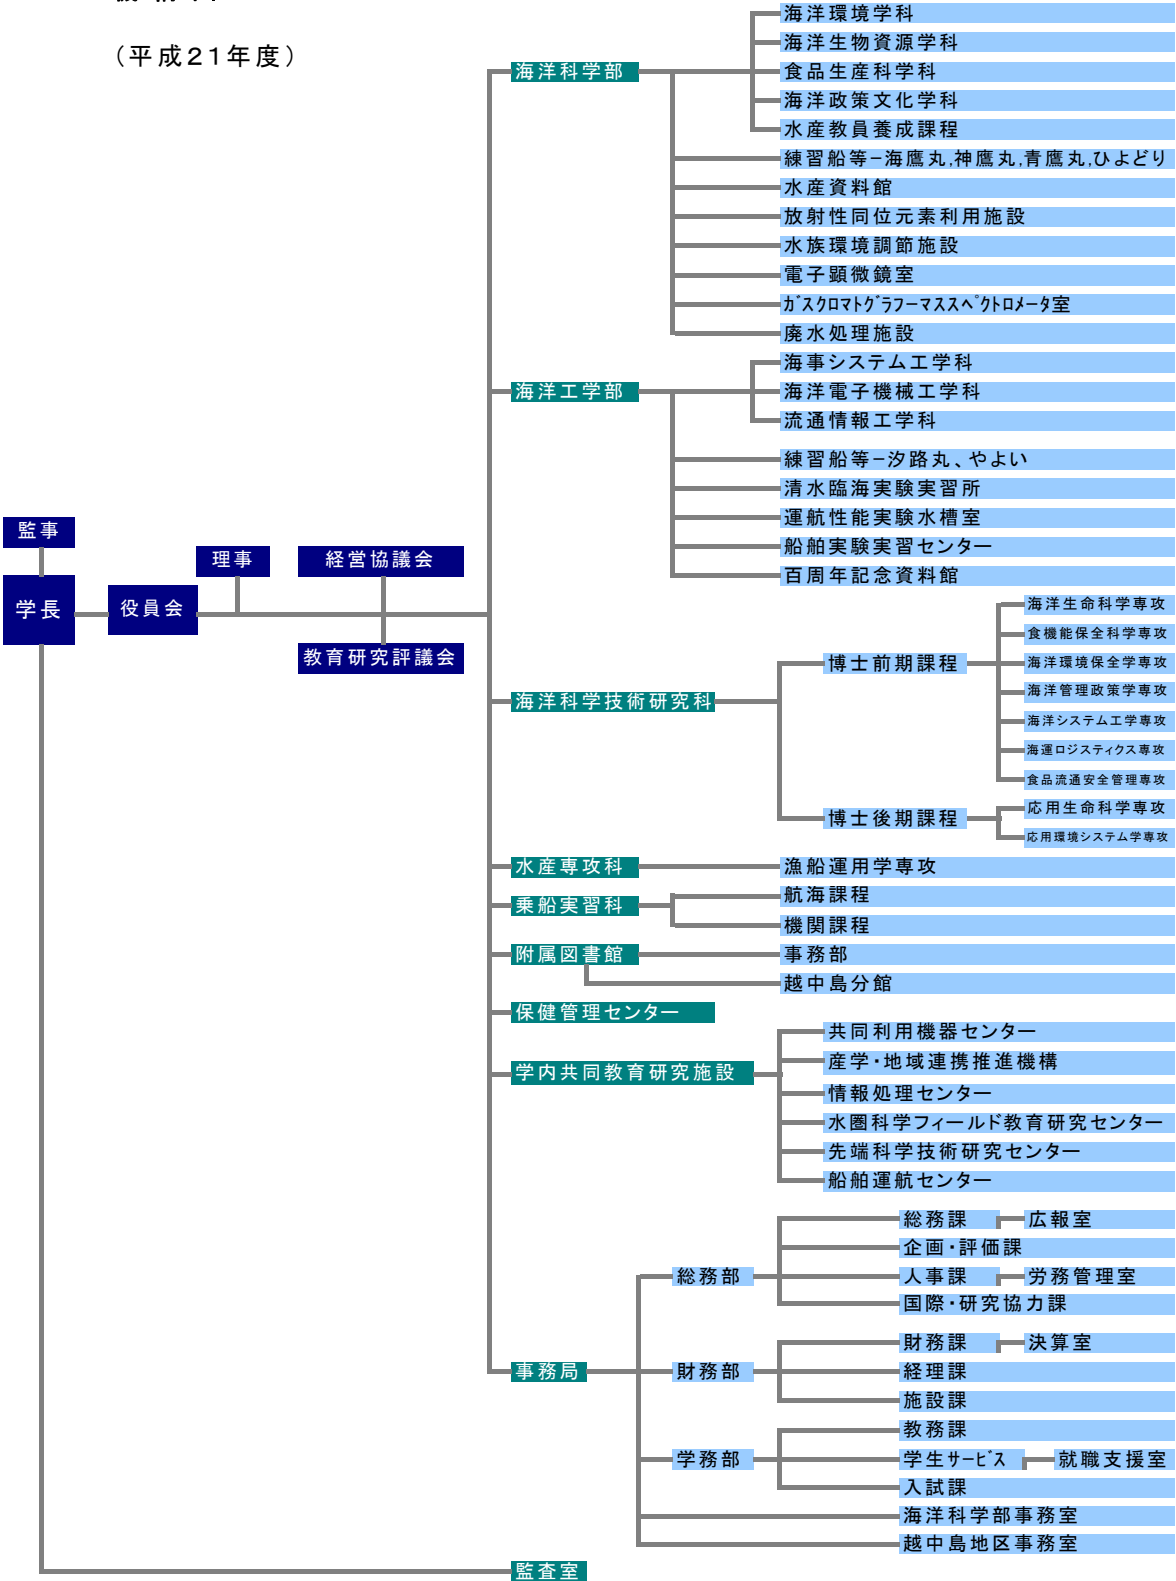 （平成２１年度）
海洋科学部
海洋環境学科
海洋生物資源学科
食品生産科学科
海洋政策文化学科
水産教員養成課程
練習船等−海鷹丸,神鷹丸,青鷹丸,ひよどり
水産資料館
放射性同位元素利用施設
水族環境調節施設
電子顕微鏡室
ｶﾞｽｸﾛﾏﾄｸﾞﾗﾌｰﾏｽｽﾍﾟｸﾄﾛﾒｰﾀ室
廃水処理施設
海洋工学部
海事システム工学科
海洋電子機械工学科
流通情報工学科
練習船等−汐路丸、やよい
清水臨海実験実習所
運航性能実験水槽室
船舶実験実習センター
百周年記念資料館
監事
学長
役員会
理事
経営協議会
教育研究評議会
海洋科学技術研究科
博士前期課程
海洋生命科学専攻
食機能保全科学専攻
海洋環境保全学専攻
海洋管理政策学専攻
海洋システム工学専攻
海運ロジスティクス専攻
食品流通安全管理専攻
博士後期課程
応用生命科学専攻
応用環境システム学専攻
水産専攻科
漁船運用学専攻
乗船実習科
航海課程
機関課程
附属図書館
事務部
越中島分館
保健管理センター
学内共同教育研究施設
共同利用機器センター
産学・地域連携推進機構
情報処理センター
水圏科学フィールド教育研究センター
先端科学技術研究センター
船舶運航センター
事務局
総務部
総務課
広報室
企画・評価課
人事課
労務管理室
国際・研究協力課
財務部
財務課
決算室
経理課
施設課
学務部
教務課
学生ｻｰﾋﾞｽ
就職支援室
入試課
海洋科学部事務室
越中島地区事務室
監査室